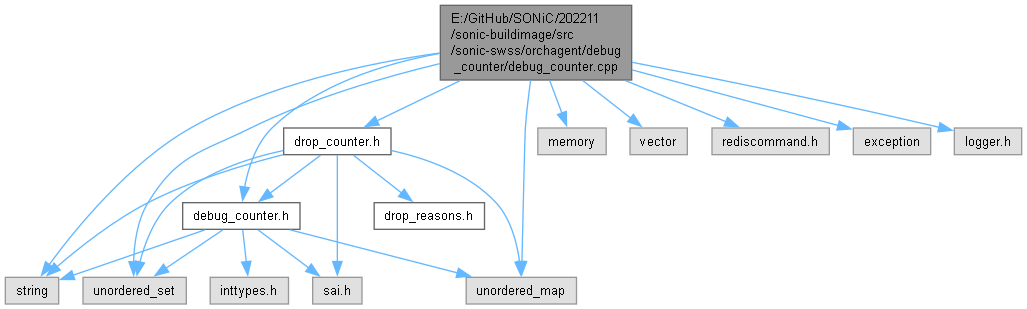 E:/GitHub/SONiC/202211
/sonic-buildimage/src
/sonic-swss/orchagent/debug
_counter/debug_counter.cpp
drop_counter.h
memory
vector
rediscommand.h
exception
logger.h
debug_counter.h
drop_reasons.h
string
unordered_set
inttypes.h
sai.h
unordered_map